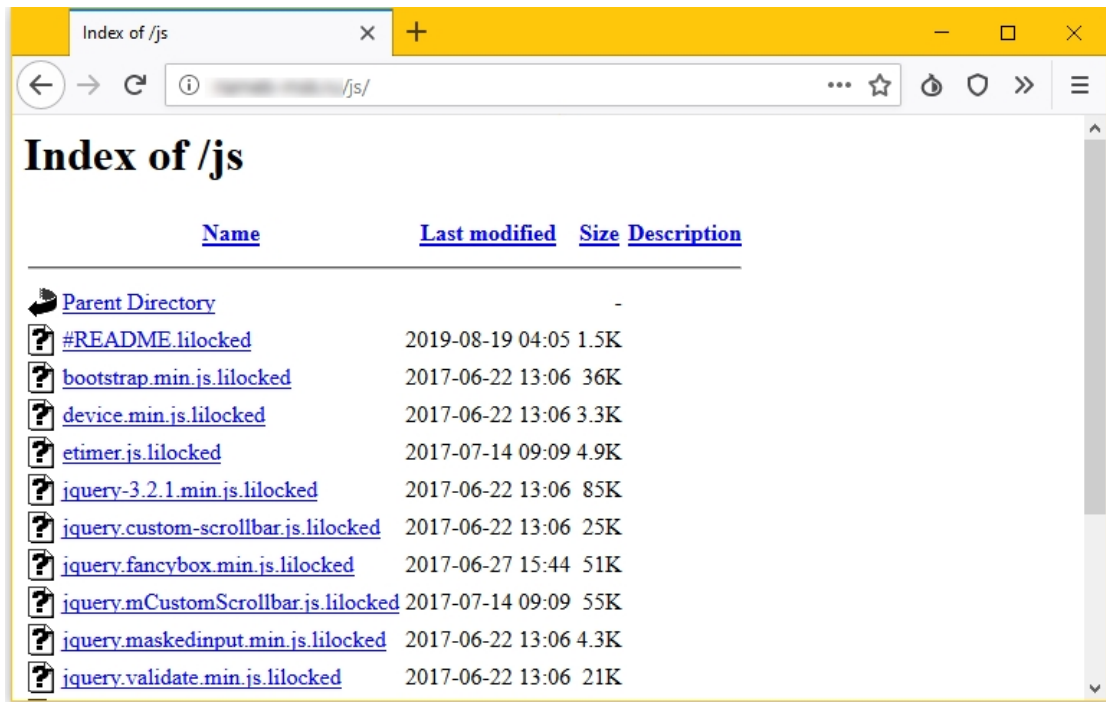 Index of /js
/js/
Index of /js
Name Last modified Size Description
Parent Directory -
#README.lilocked 2019-08-19 04:05 1.5K
bootstrap.min.js.lilocked 2017-06-22 13:06 36K
device.min.js.lilocked 2017-06-22 13:06 3.3K
etimer.js.lilocked 2017-07-14 09:09 4.9K
jquery-3.2.1.min.js.lilocked 2017-06-22 13:06 85K
jquery.custom-scrollbar.js.lilocked 2017-06-22 13:06 25K
jquery.fancybox.min.js.lilocked 2017-06-27 15:44 51K
jquery.mCustomScrollbar.js.lilocked 2017-07-14 09:09 55K
jquery.maskedinput.min.js.lilocked 2017-06-22 13:06 4.3K
jquery.validate.min.js.lilocked 2017-06-22 13:06 21K